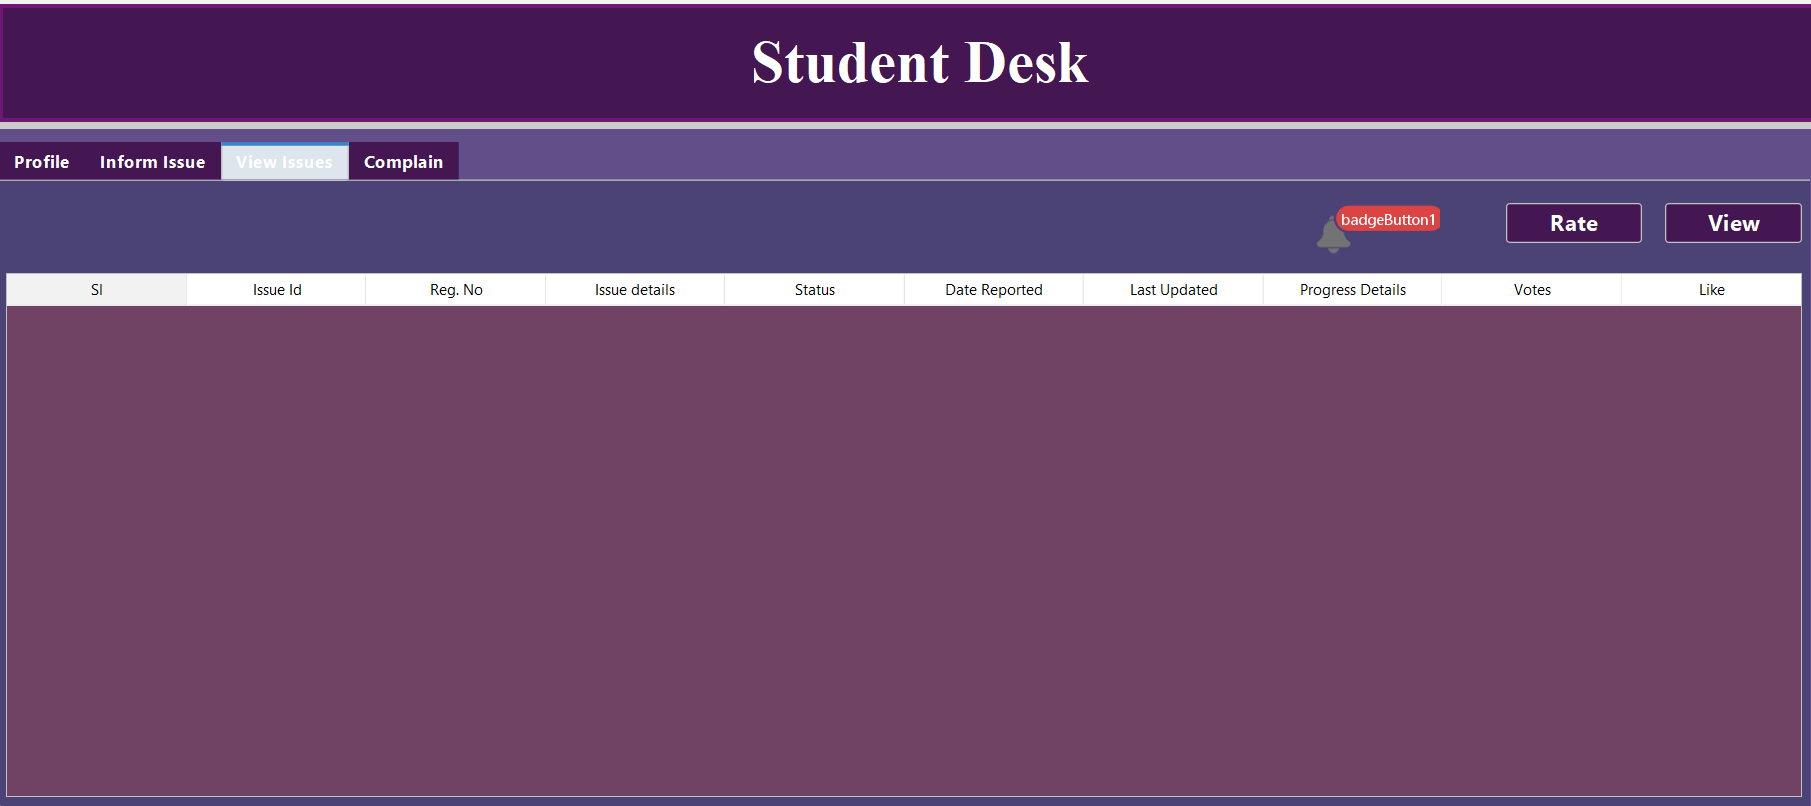 Student Desk
Profile Inform Issue View Issues Complain
badgeButton1 Rate View
Sl Issue Id Reg. No Issue details Status Date Reported Last Updated Progress Details Votes Like